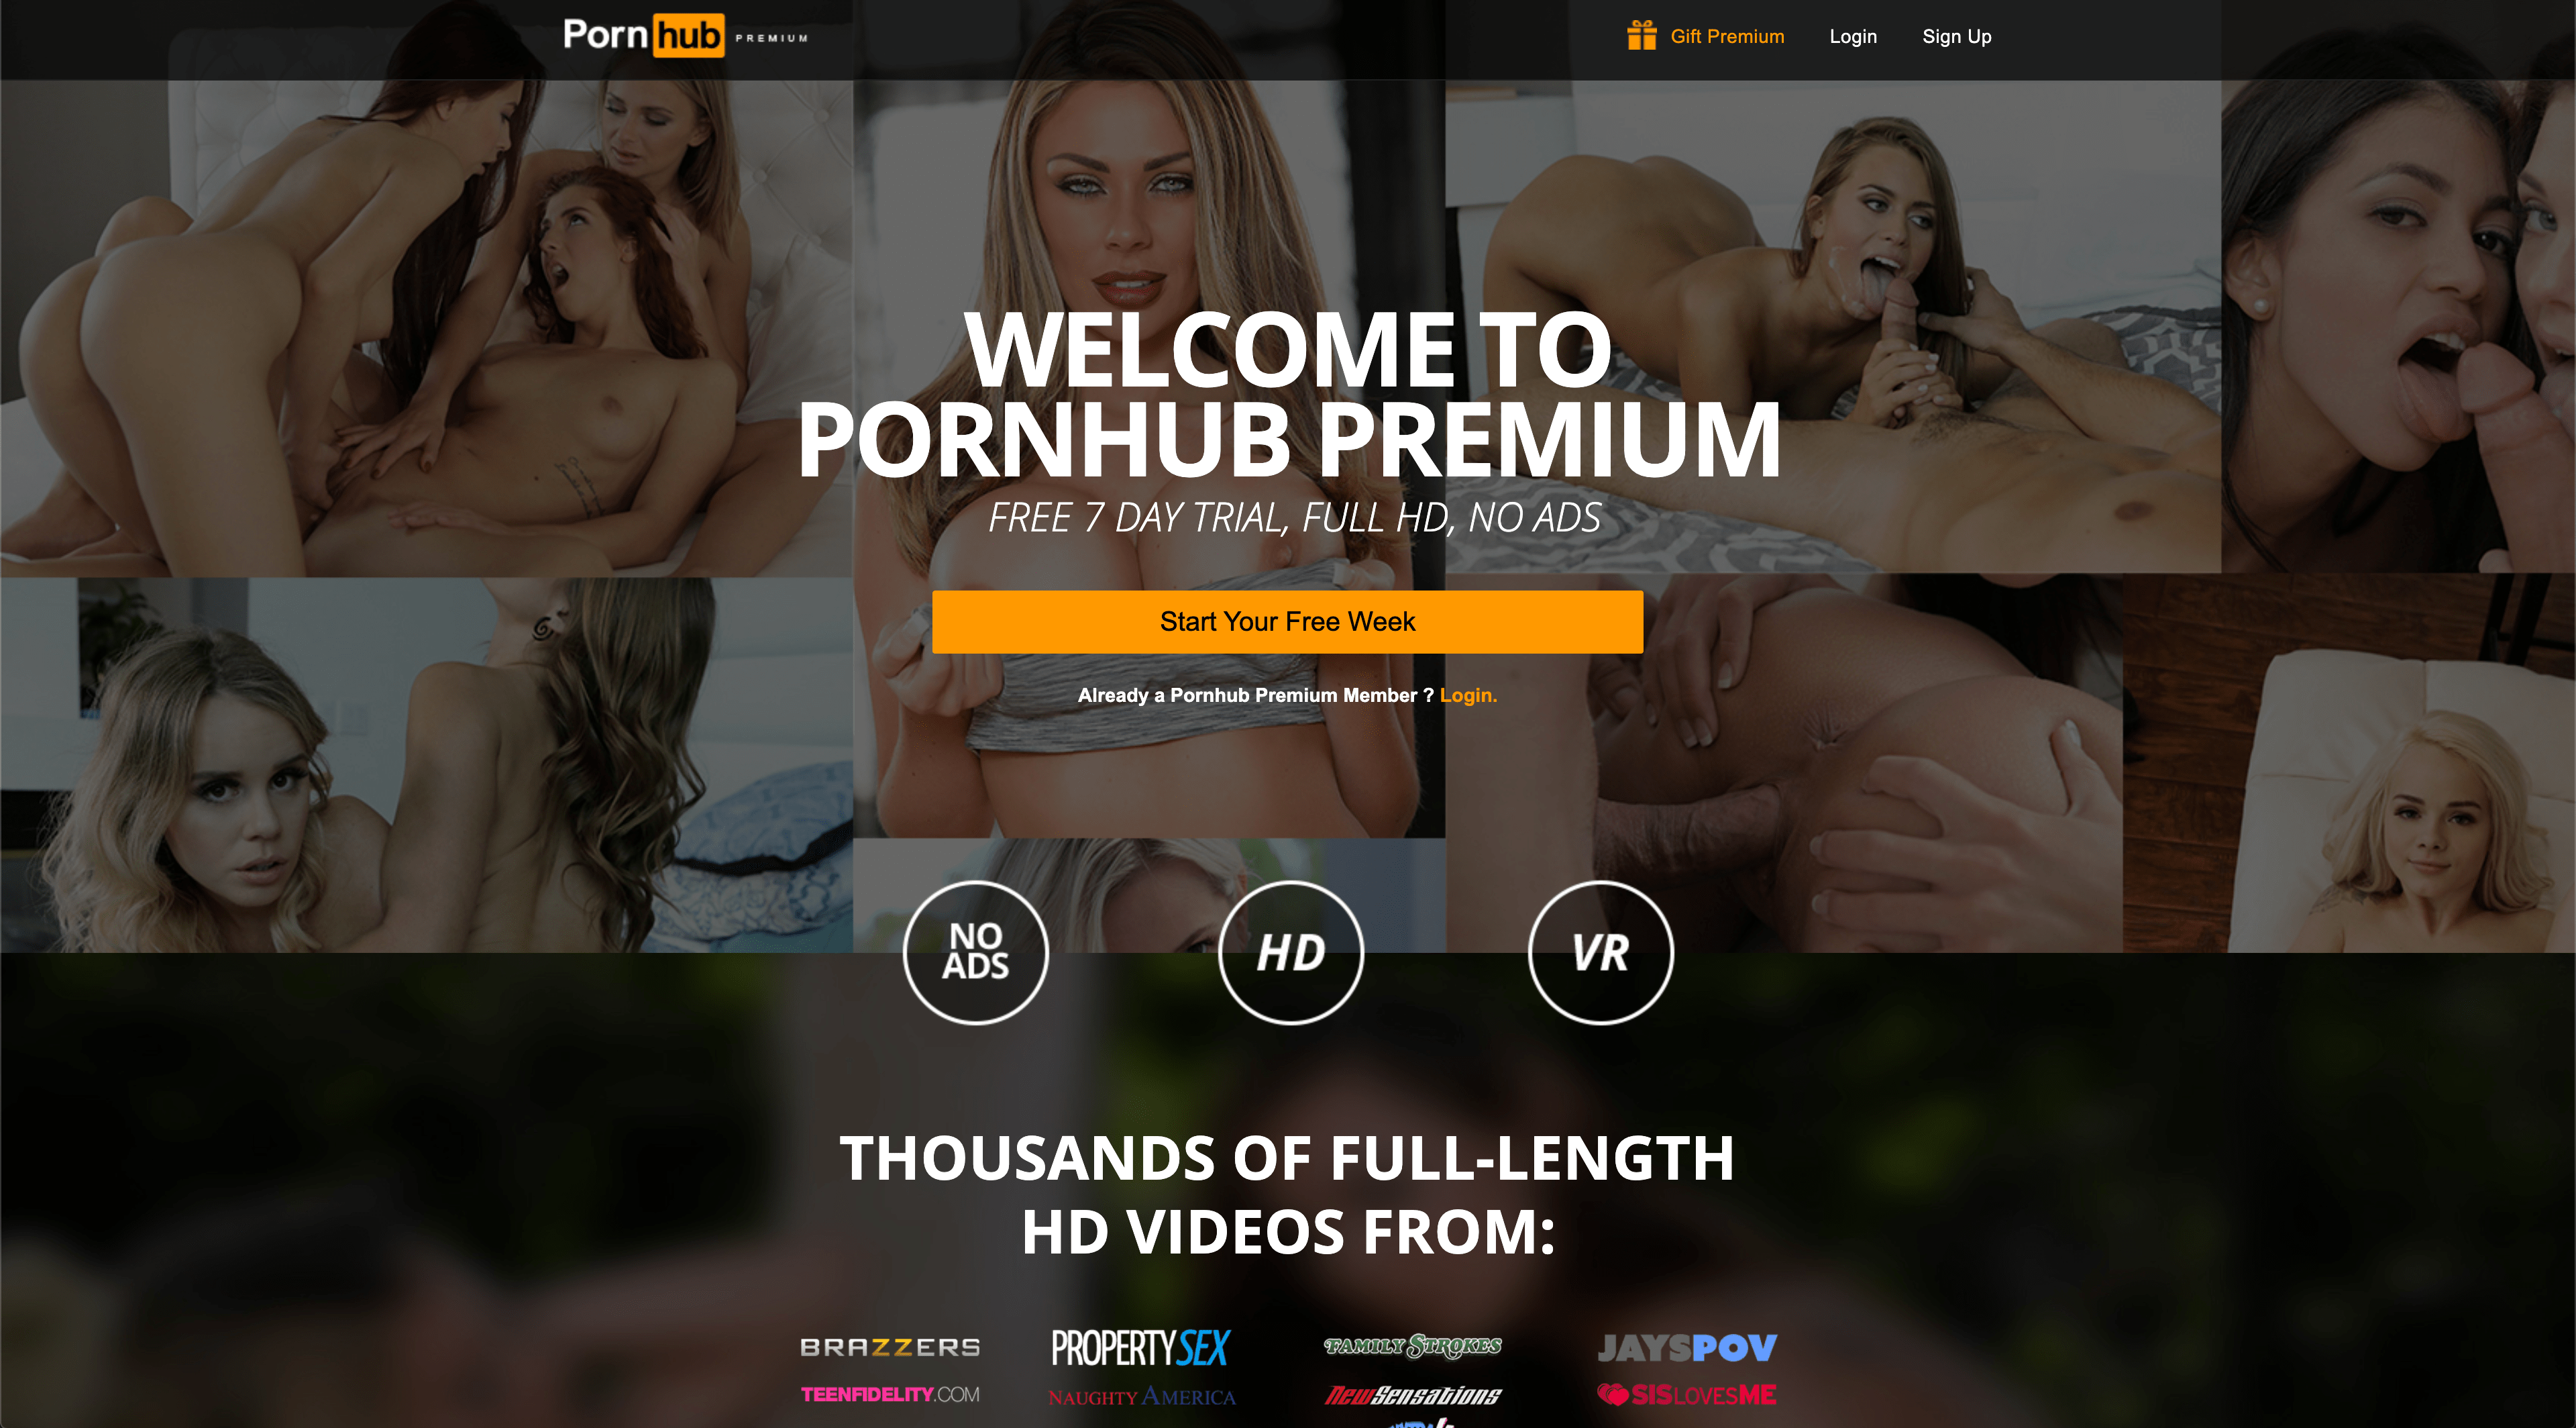 Pornhub PREMIUM
Gift Premium Login Sign Up
WELCOME TO
PORNHUB PREMIUM
FREE 7 DAY TRIAL, FULL HD, NO ADS
Start Your Free Week
Already a Pornhub Premium Member ? Login.
NO
ADS
HD
VR
THOUSANDS OF FULL-LENGTH
HD VIDEOS FROM:
BRAZZERS PROPERTYSEX FAMILY STROKES JAYSPOV
TEENFIDELITY.COM NAUGHTY AMERICA NEWSENSATIONS SISLOVESME